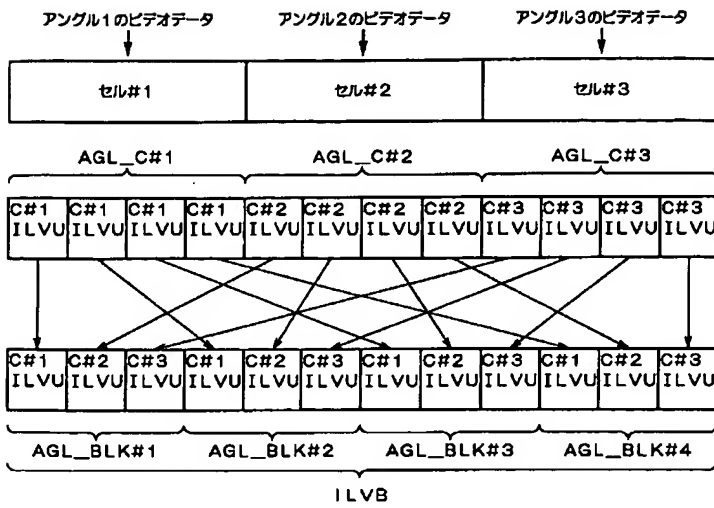 アングル1のビデオデータ アングル2のビデオデータ アングル3のビデオデータ
セル#1 セル#2 セル#3
AGL_C#1 AGL_C#2 AGL_C#3
C#1 C#1 C#1 C#1 C#2 C#2 C#2 C#2 C#3 C#3 C#3 C#3
ILVU ILVU ILVU ILVU ILVU ILVU ILVU ILVU ILVU ILVU ILVU ILVU
C#1 C#2 C#3 C#1 C#2 C#3 C#1 C#2 C#3 C#1 C#2 C#3
ILVU ILVU ILVU ILVU ILVU ILVU ILVU ILVU ILVU ILVU ILVU ILVU
AGL_BLK#1 AGL_BLK#2 AGL_BLK#3 AGL_BLK#4
ILVB